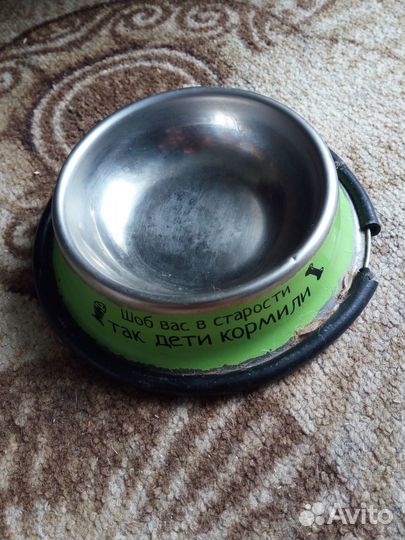 Шоб вас в старости
так дети кормили
Avito